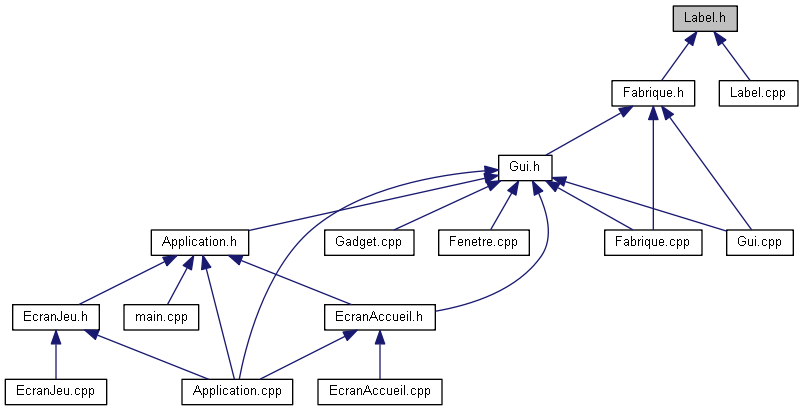 Label.h
Fabrique.h
Label.cpp
Gui.h
Application.h
Gadget.cpp
Fenetre.cpp
Fabrique.cpp
Gui.cpp
EcranJeu.h
main.cpp
EcranAccueil.h
EcranJeu.cpp
Application.cpp
EcranAccueil.cpp